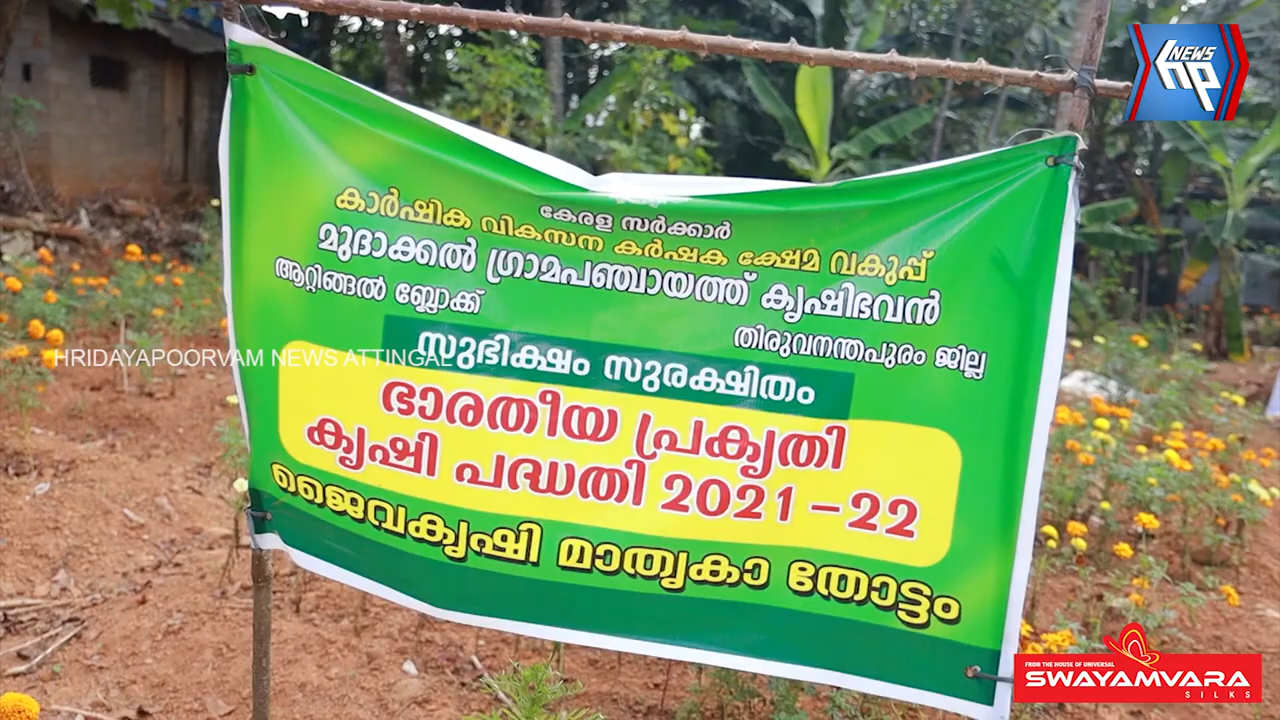 NEWS
hp
കേരള സർക്കാർ
കാർഷിക വികസന കർഷക ക്ഷേമ വകുപ്പ്
മുദാക്കൽ ഗ്രാമപഞ്ചായത്ത് കൃഷിഭവൻ
ആറ്റിങ്ങൽ ബ്ലോക്ക്
തിരുവനന്തപുരം ജില്ല
HRIDAYAPOORVAM NEWS ATTINGAL
സുഭിക്ഷം സുരക്ഷിതം
ഭാരതീയ പ്രകൃതി
കൃഷി പദ്ധതി 2021 -22
ജൈവകൃഷി മാതൃകാ തോട്ടം
FROM THE HOUSE OF UNIVERSAL
SWAYAMVARA
SILKS